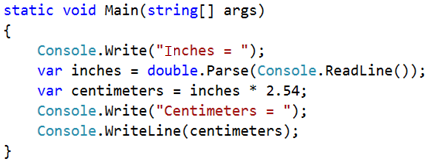 static void Main(string[] args)
{
    Console.Write("Inches = ");
    var inches = double.Parse(Console.ReadLine());
    var centimeters = inches * 2.54;
    Console.Write("Centimeters = ");
    Console.WriteLine(centimeters);
}